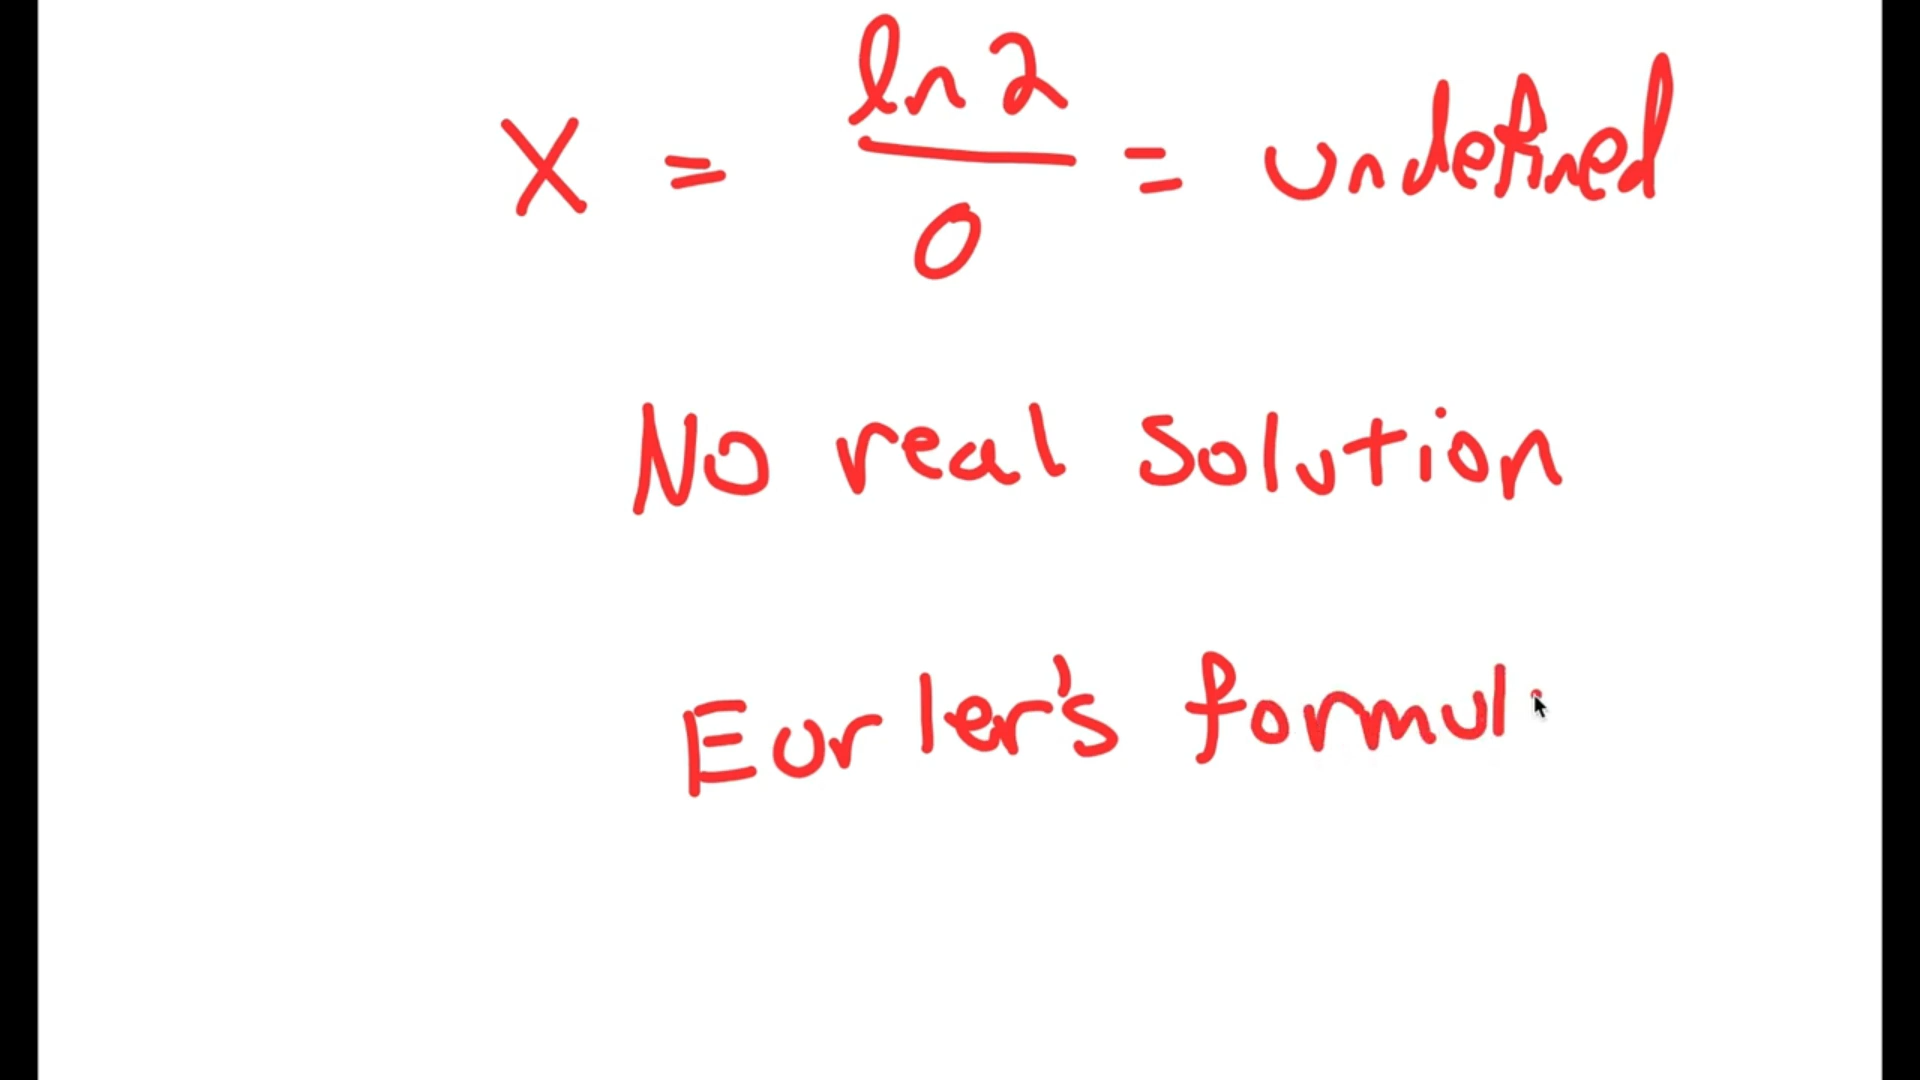 X = ln 2 / 0 = undefined
No real solution
Eurler's formul